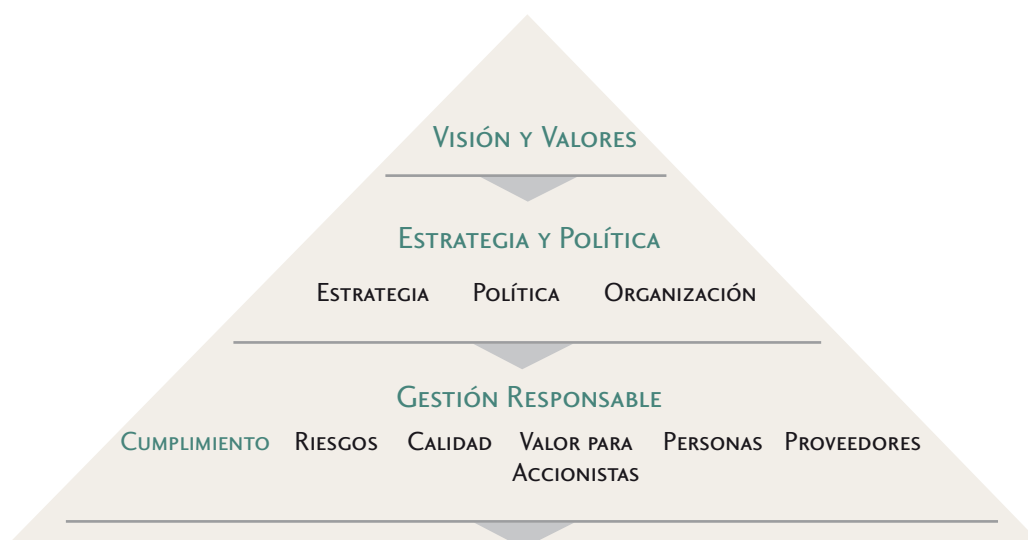 Visión y Valores
Estrategia y Política
Estrategia Política Organización
Gestión Responsable
Cumplimiento Riesgos Calidad Valor para Personas Proveedores
Accionistas